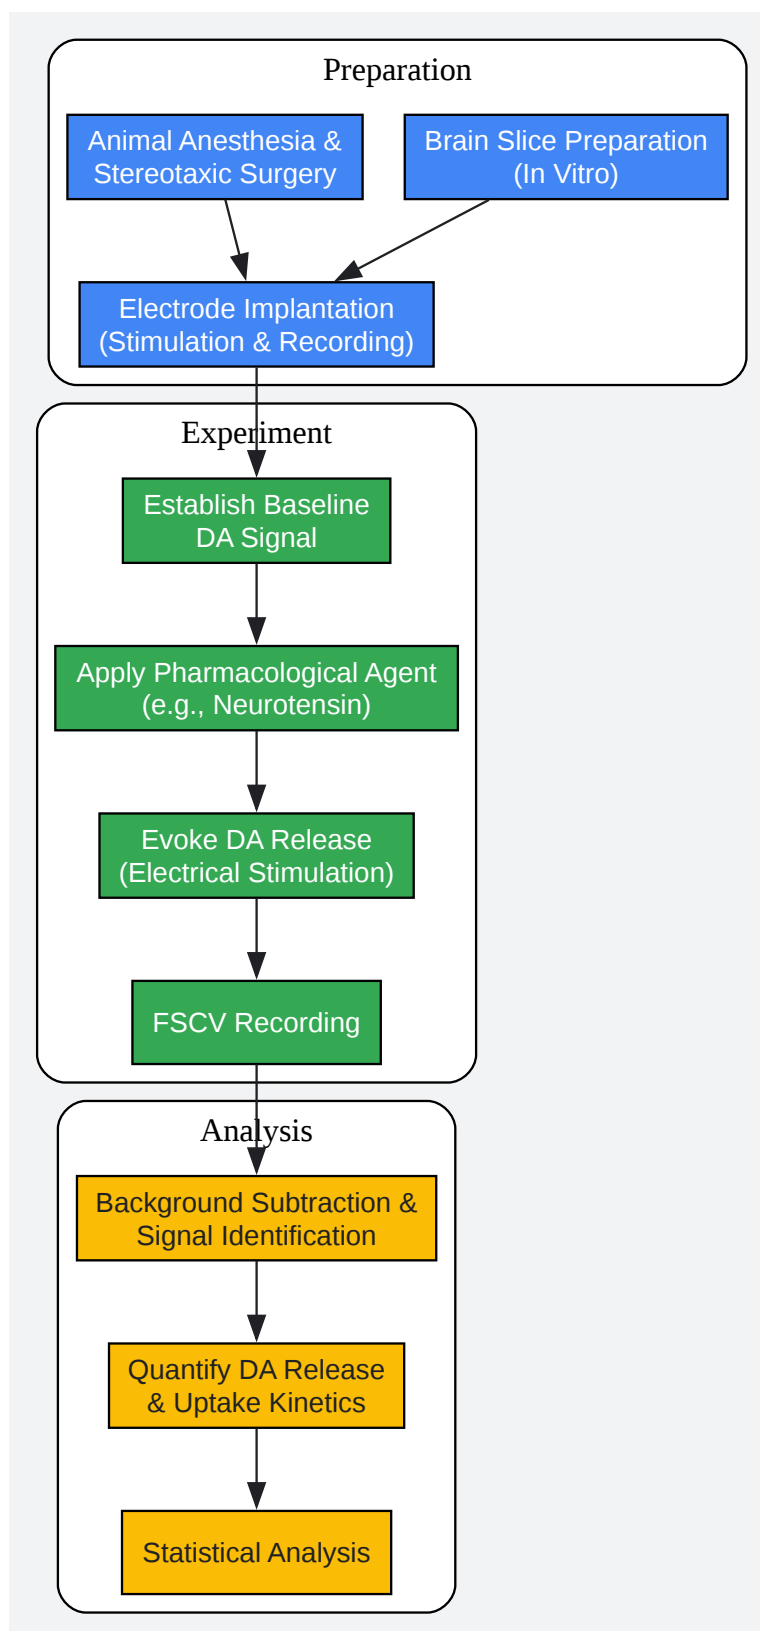 Preparation
Animal Anesthesia &
Stereotaxic Surgery
Brain Slice Preparation
(In Vitro)
Electrode Implantation
(Stimulation & Recording)
Experiment
Establish Baseline
DA Signal
Apply Pharmacological Agent
(e.g., Neurotensin)
Evoke DA Release
(Electrical Stimulation)
FSCV Recording
Analysis
Background Subtraction &
Signal Identification
Quantify DA Release
& Uptake Kinetics
Statistical Analysis